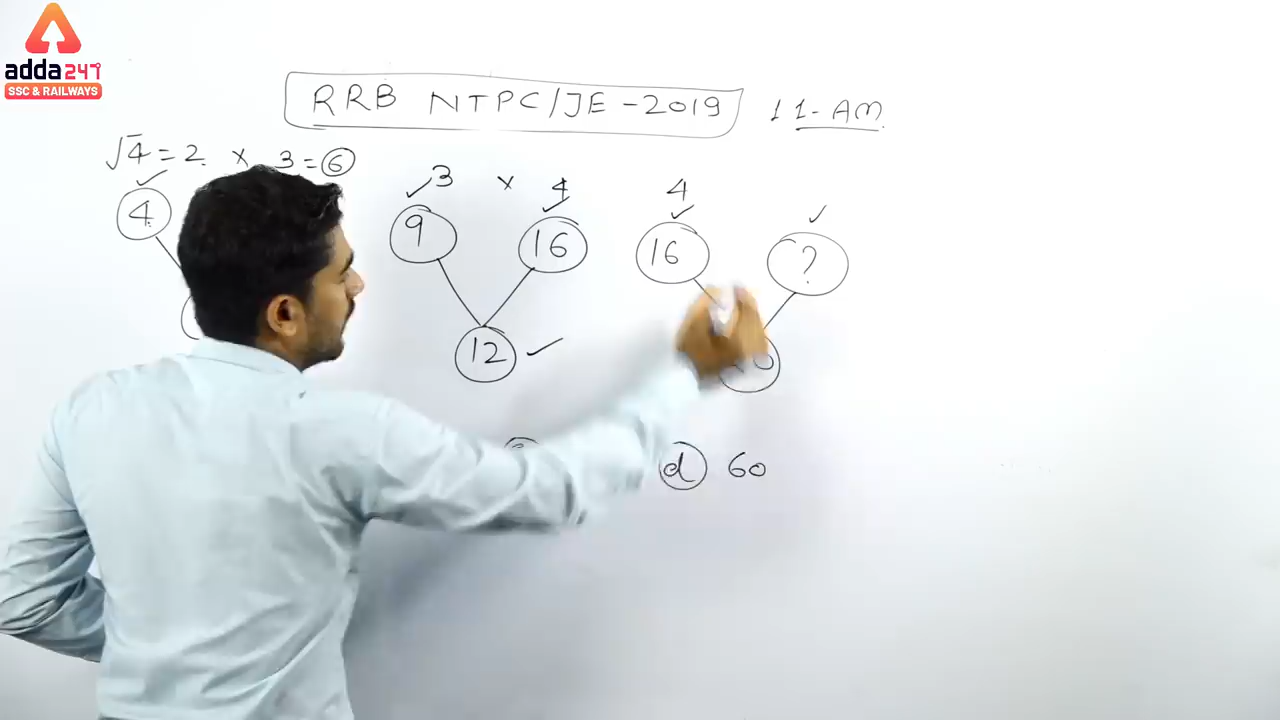 adda247
SSC & RAILWAYS
RRB NTPC/JE-2019 11-AM
√4 = 2 × 3 = 6
3 × 4 4
4 9 16 16 ?
12
d 60